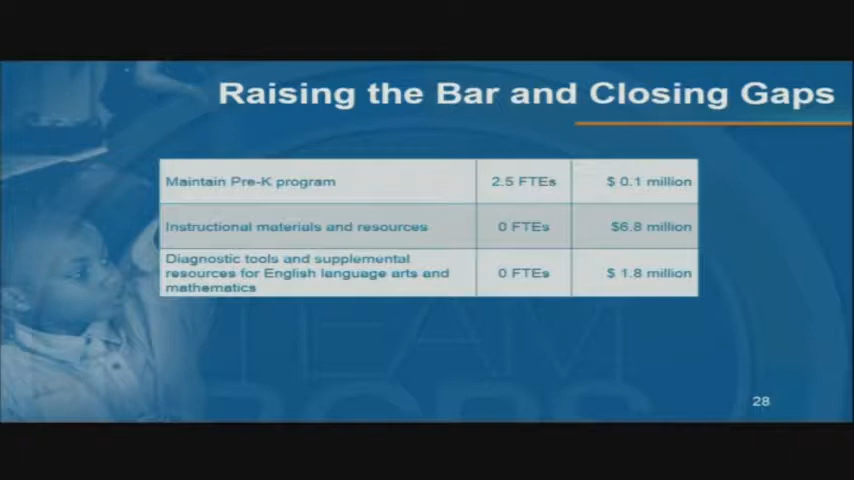 Raising the Bar and Closing Gaps
Maintain Pre-K program 2.5 FTEs $ 0.1 million
Instructional materials and resources 0 FTEs $6.8 million
Diagnostic tools and supplemental
resources for English language arts and 0 FTEs $ 1.8 million
mathematics
TEAM
28